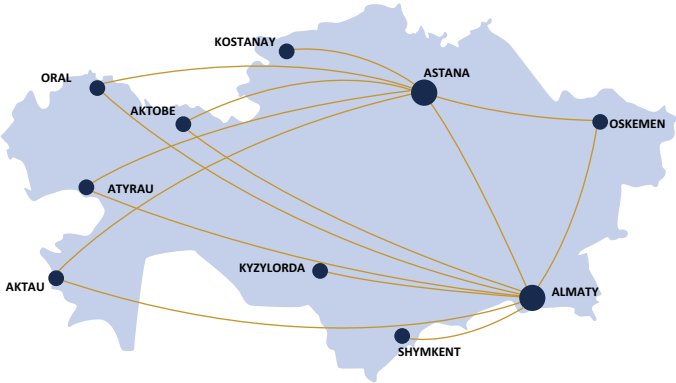 KOSTANAY
ASTANA
ORAL
AKTOBE
OSKEMEN
ATYRAU
KYZYLORDA
AKTAU
ALMATY
SHYMKENT